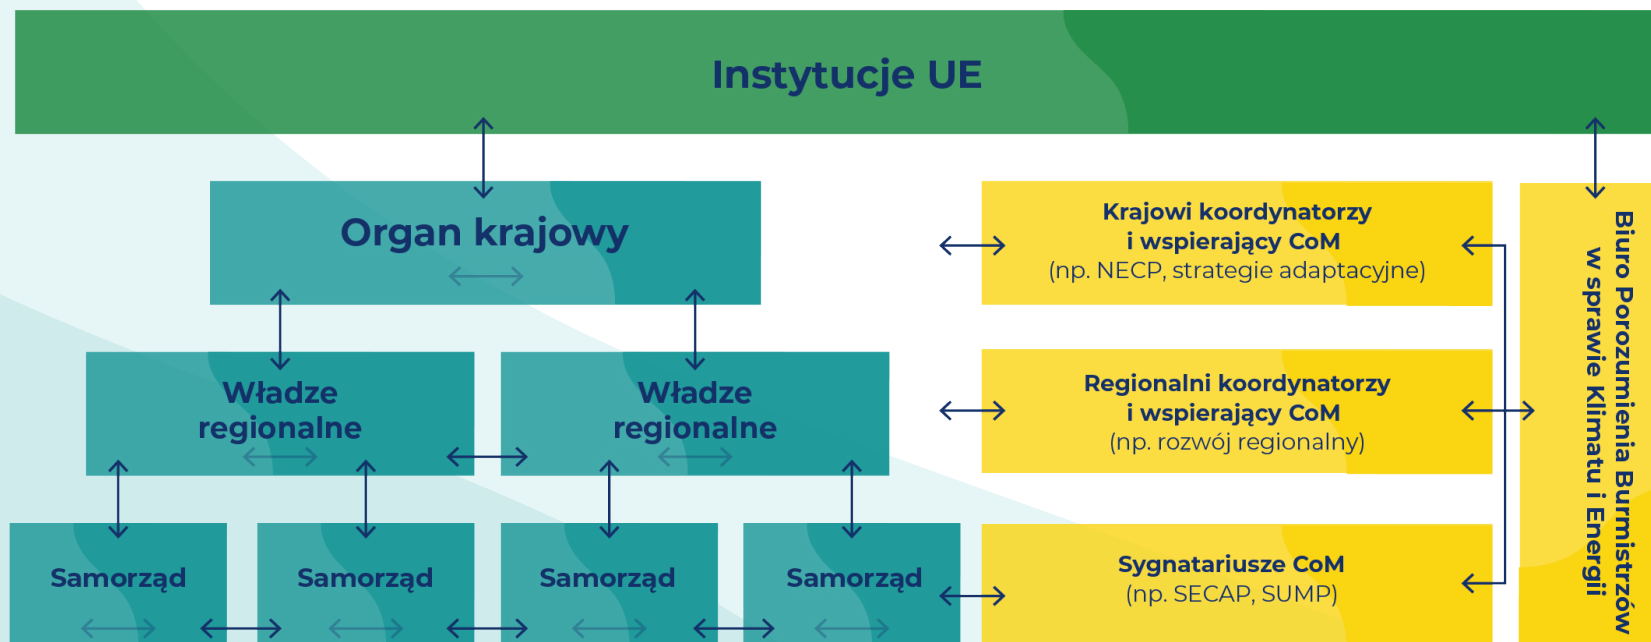 Instytucje UE
Organ krajowy
Krajowi koordynatorzy
i wspierający CoM
(np. NECP, strategie adaptacyjne)
Władze
regionalne
Władze
regionalne
Regionalni koordynatorzy
i wspierający CoM
(np. rozwój regionalny)
Samorząd
Samorząd
Samorząd
Samorząd
Sygnatariusze CoM
(np. SECAP, SUMP)
Biuro Porozumienia Burmistrzów
w sprawie Klimatu i Energii